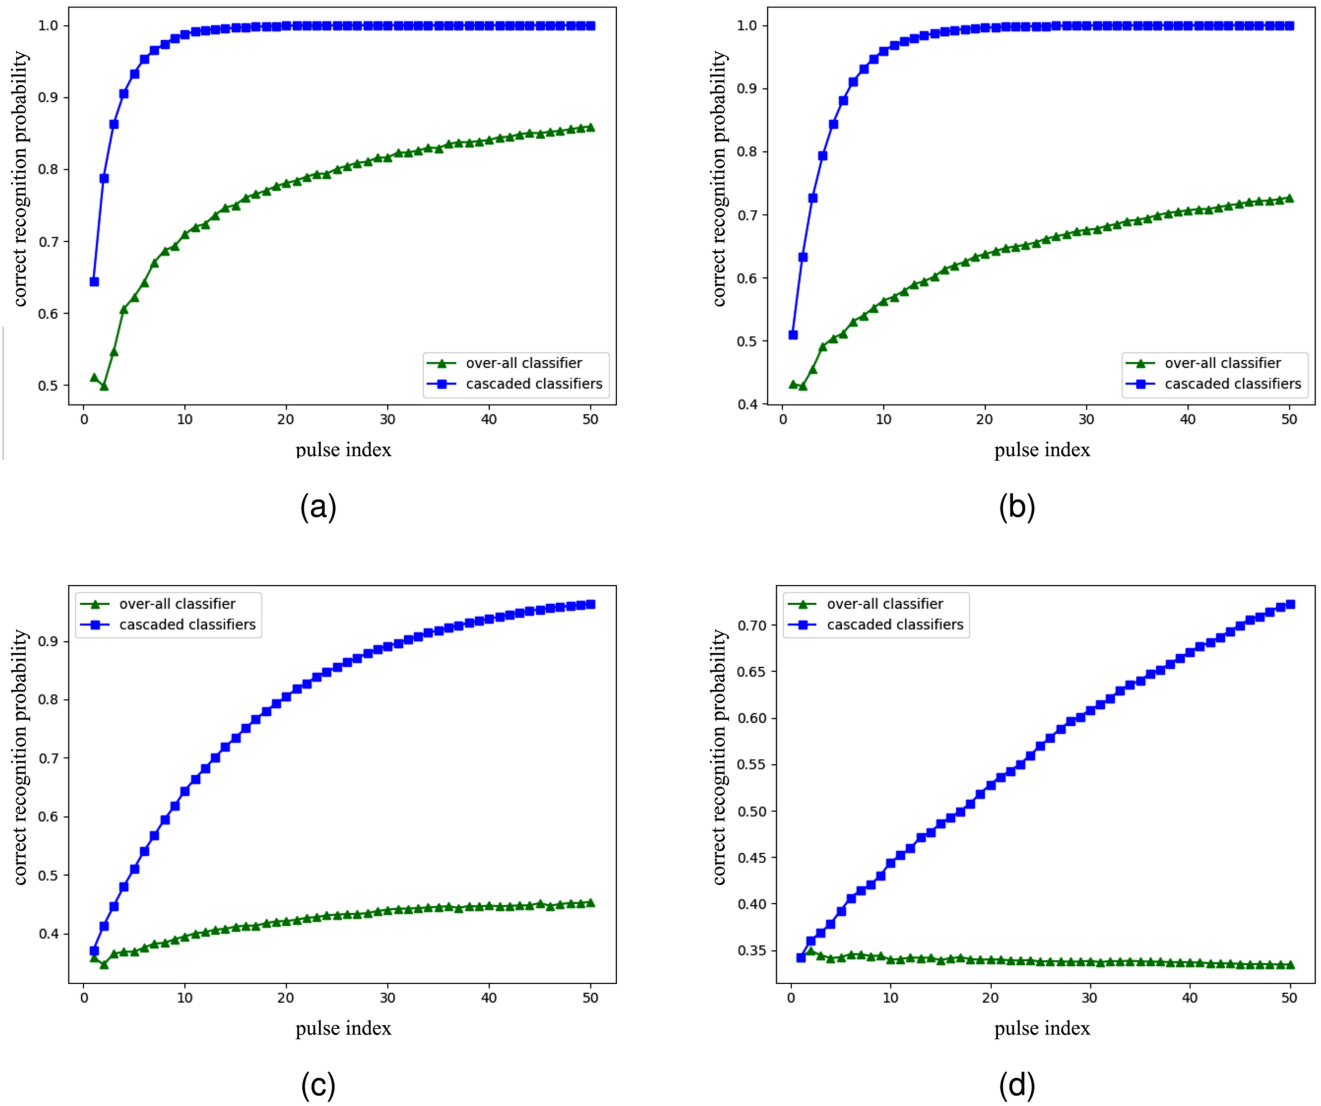 1.0
0.9
0.8
0.7
0.6
0.5
correct recognition probability
over-all classifier
cascaded classifiers
0 10 20 30 40 50
pulse index
(a)
1.0
0.9
0.8
0.7
0.6
0.5
0.4
correct recognition probability
over-all classifier
cascaded classifiers
0 10 20 30 40 50
pulse index
(b)
over-all classifier
cascaded classifiers
0.9
0.8
0.7
0.6
0.5
0.4
correct recognition probability
0 10 20 30 40 50
pulse index
(c)
over-all classifier
cascaded classifiers
0.70
0.65
0.60
0.55
0.50
0.45
0.40
0.35
correct recognition probability
0 10 20 30 40 50
pulse index
(d)